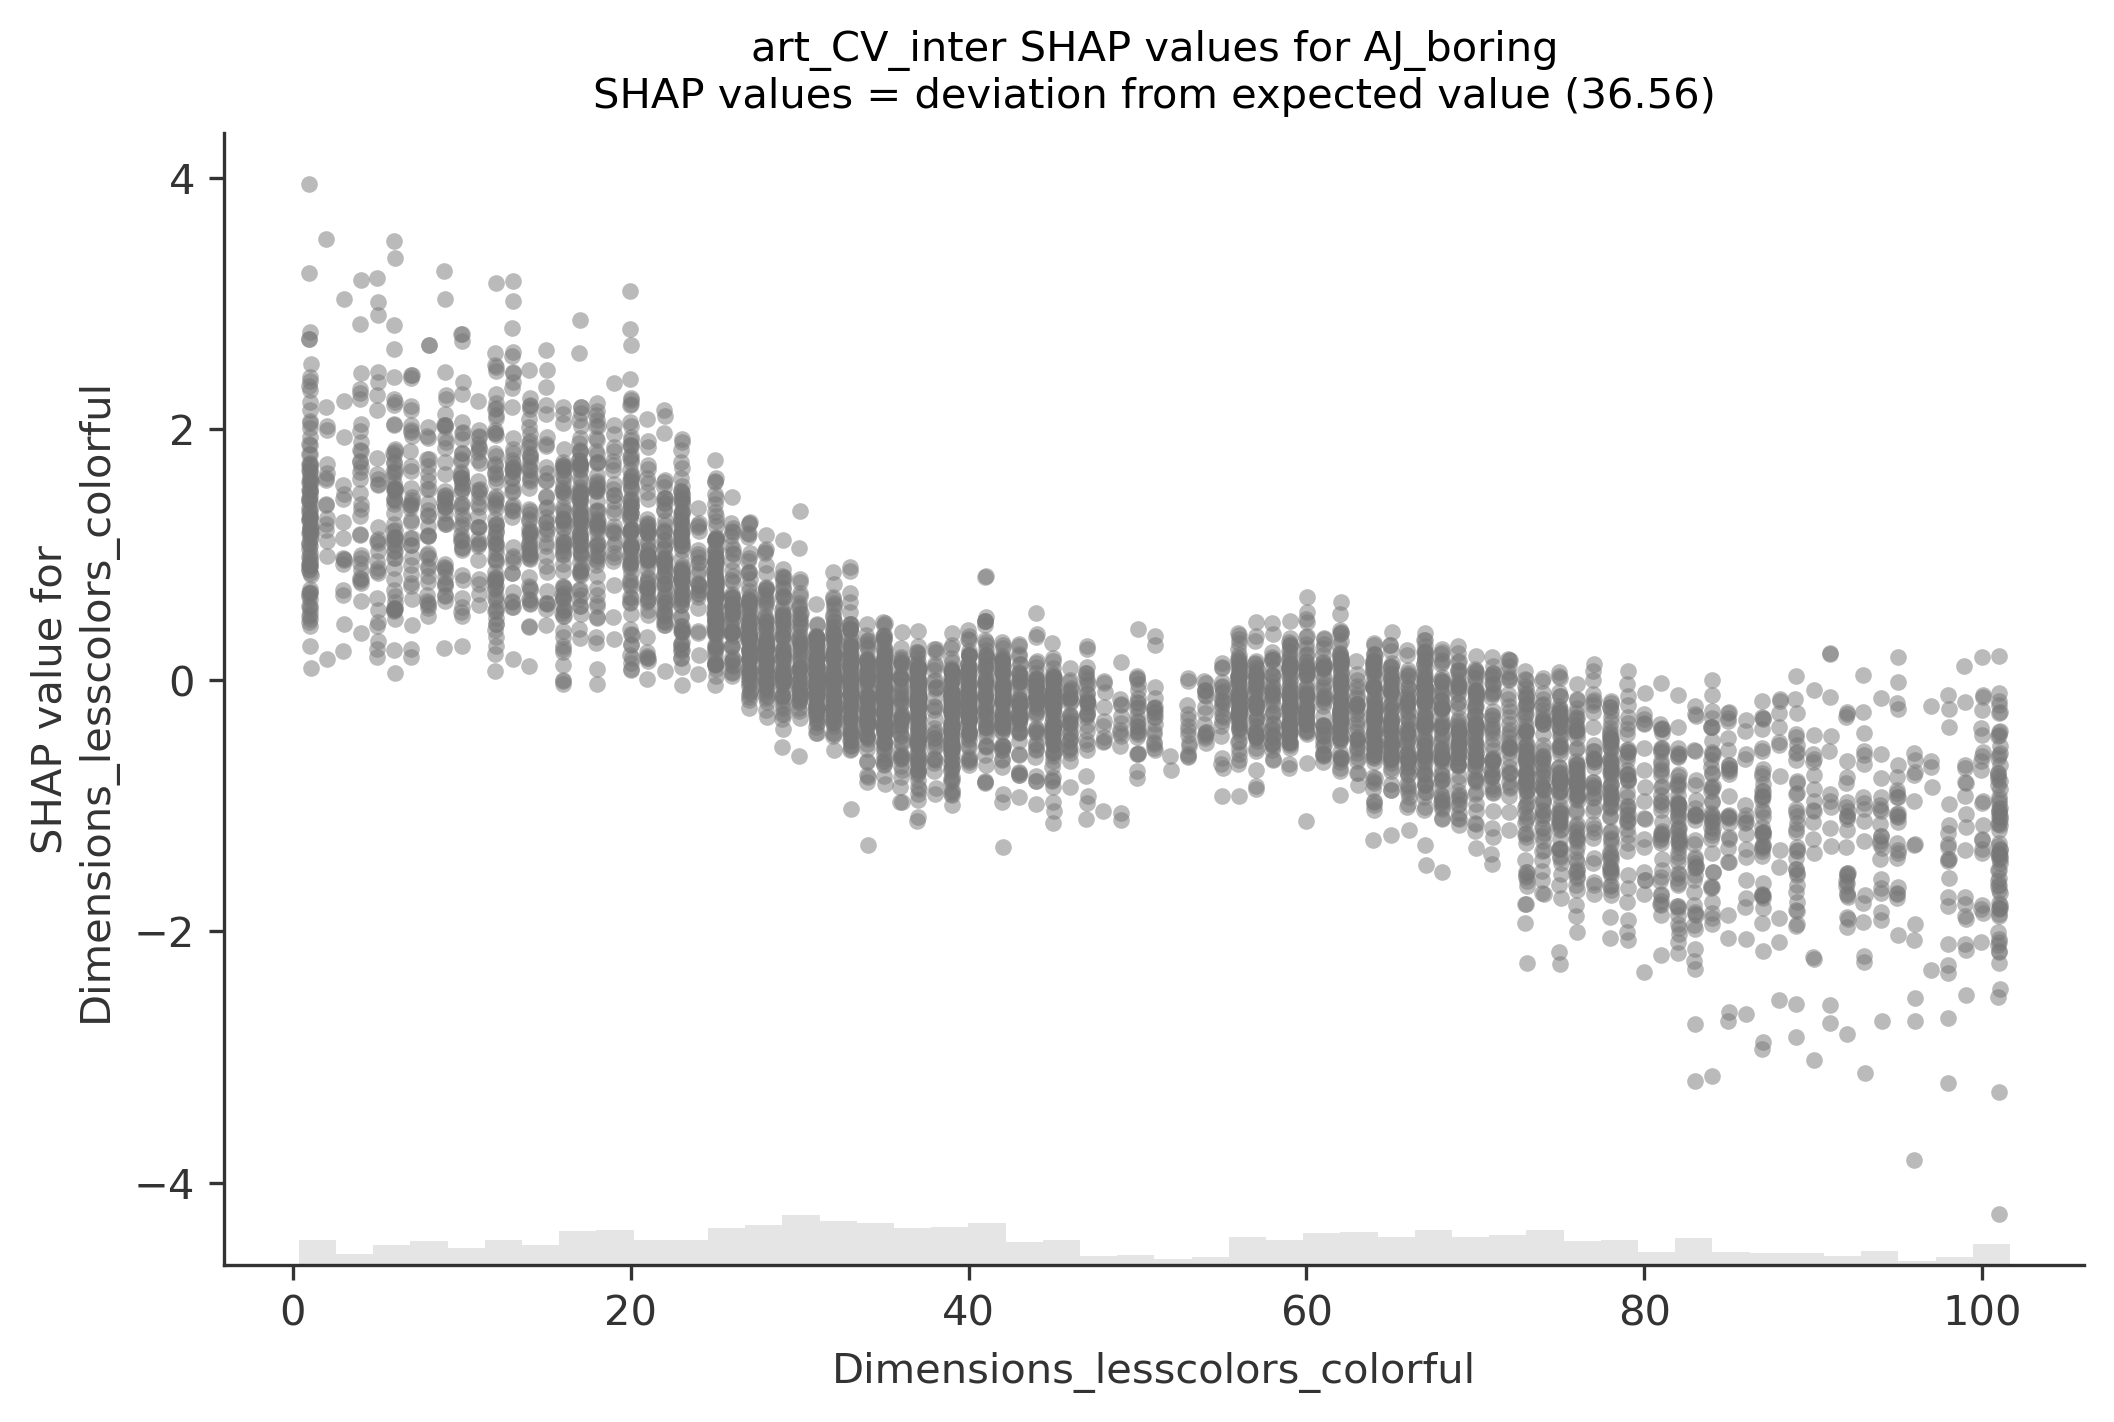 art_CV_inter SHAP values for AJ_boring
SHAP values = deviation from expected value (36.56)
4
2
0
−2
−4
SHAP value for
Dimensions_lesscolors_colorful
0
20
40
60
80
100
Dimensions_lesscolors_colorful